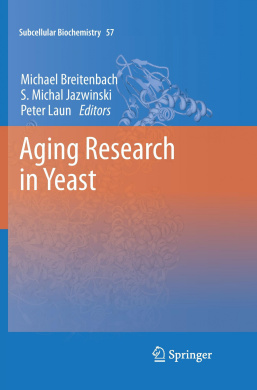 Subcellular Biochemistry 57
Michael Breitenbach
S. Michal Jazwinski
Peter Laun Editors
Aging Research
in Yeast
Springer